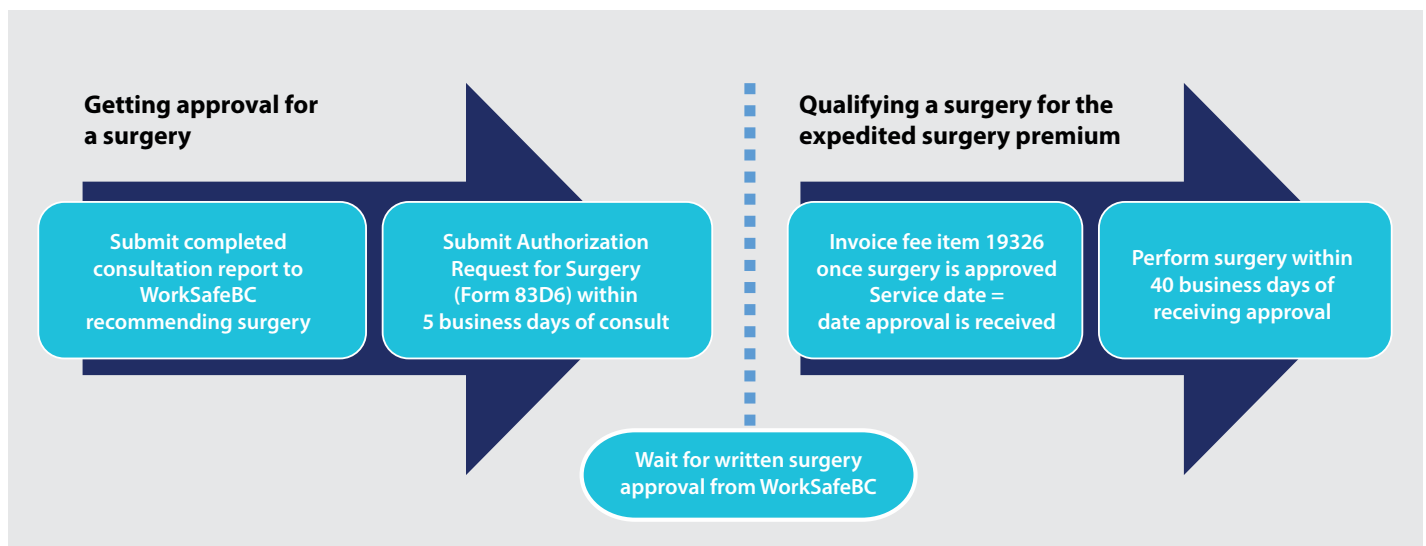 Getting approval for
a surgery
Submit completed
consultation report to
WorkSafeBC
recommending surgery
Submit Authorization
Request for Surgery
(Form 83D6) within
5 business days of consult
Wait for written surgery
approval from WorkSafeBC
Qualifying a surgery for the
expedited surgery premium
Invoice fee item 19326
once surgery is approved
Service date =
date approval is received
Perform surgery within
40 business days of
receiving approval